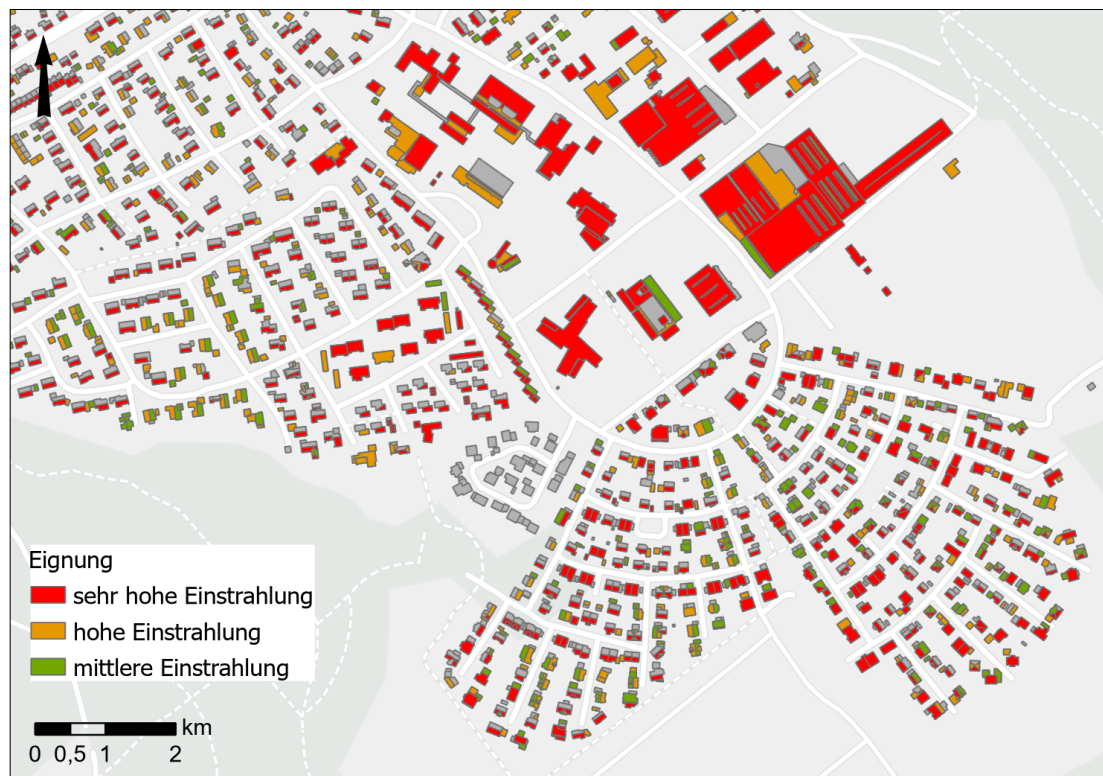 Eignung
sehr hohe Einstrahlung
hohe Einstrahlung
mittlere Einstrahlung
km
0 0,5 1 2